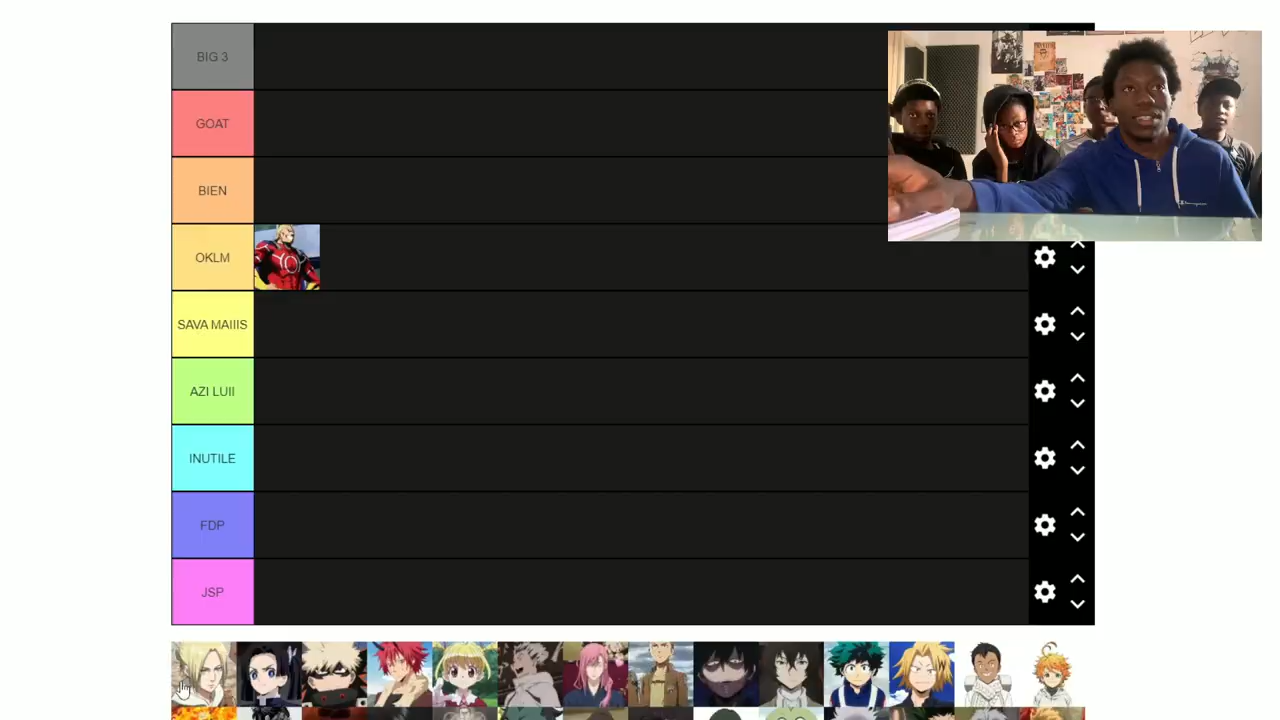 BIG 3
GOAT
BIEN
OKLM
SAVA MAIIIS
AZI LUII
INUTILE
FDP
JSP